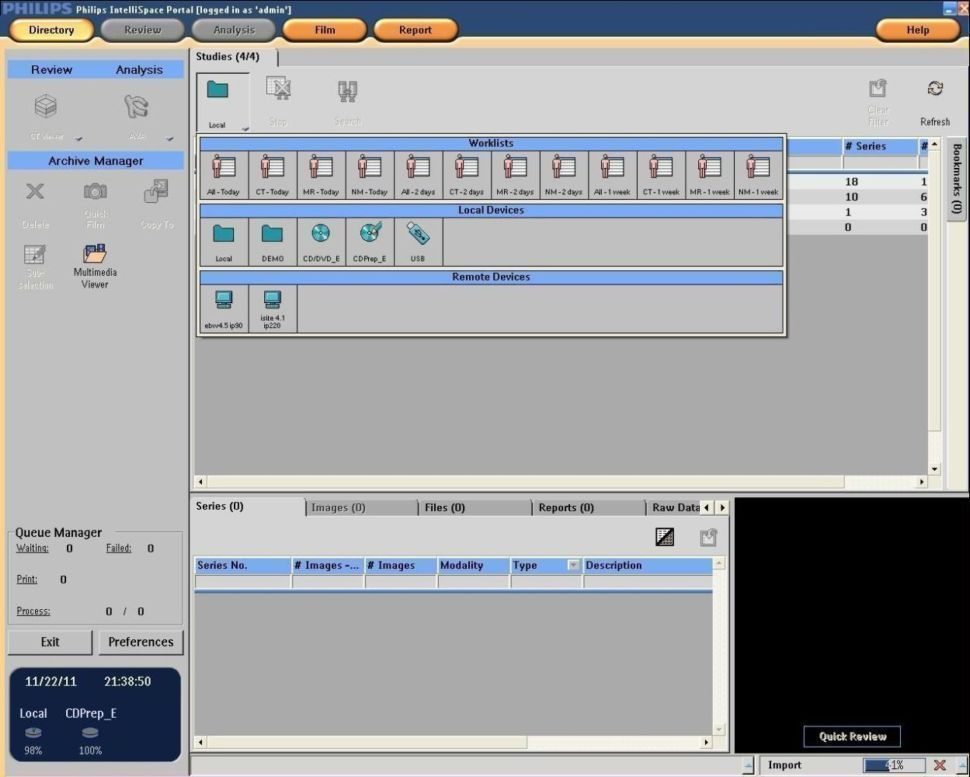 PHILIPS Philips IntelliSpace Portal [logged in as 'admin']
Directory Review Analysis Film Report Help
Review Analysis
CT Viewer AVA
Archive Manager
Delete Quick Film Copy To
Sub-selection Multimedia Viewer
Queue Manager
Waiting: 0 Failed: 0
Print: 0
Process: 0 / 0
Exit Preferences
11/22/11 21:38:50
Local CDPrep_E
98% 100%
Studies (4/4)
Local Stop Search Clear Filter Refresh
Worklists
All - Today CT - Today MR - Today NM - Today All - 2 days CT - 2 days MR - 2 days NM - 2 days All - 1 week CT - 1 week MR - 1 week NM - 1 week
Local Devices
Local DEMO CD/DVD_E CDPrep_E USB
Remote Devices
ebw4.5 ip90 isite 4.1 ip220
# Series #
18 1
10 6
1 3
0 0
Bookmarks (0)
Series (0) Images (0) Files (0) Reports (0) Raw Data
Series No. # Images -... # Images Modality Type Description
Quick Review
Import 41%